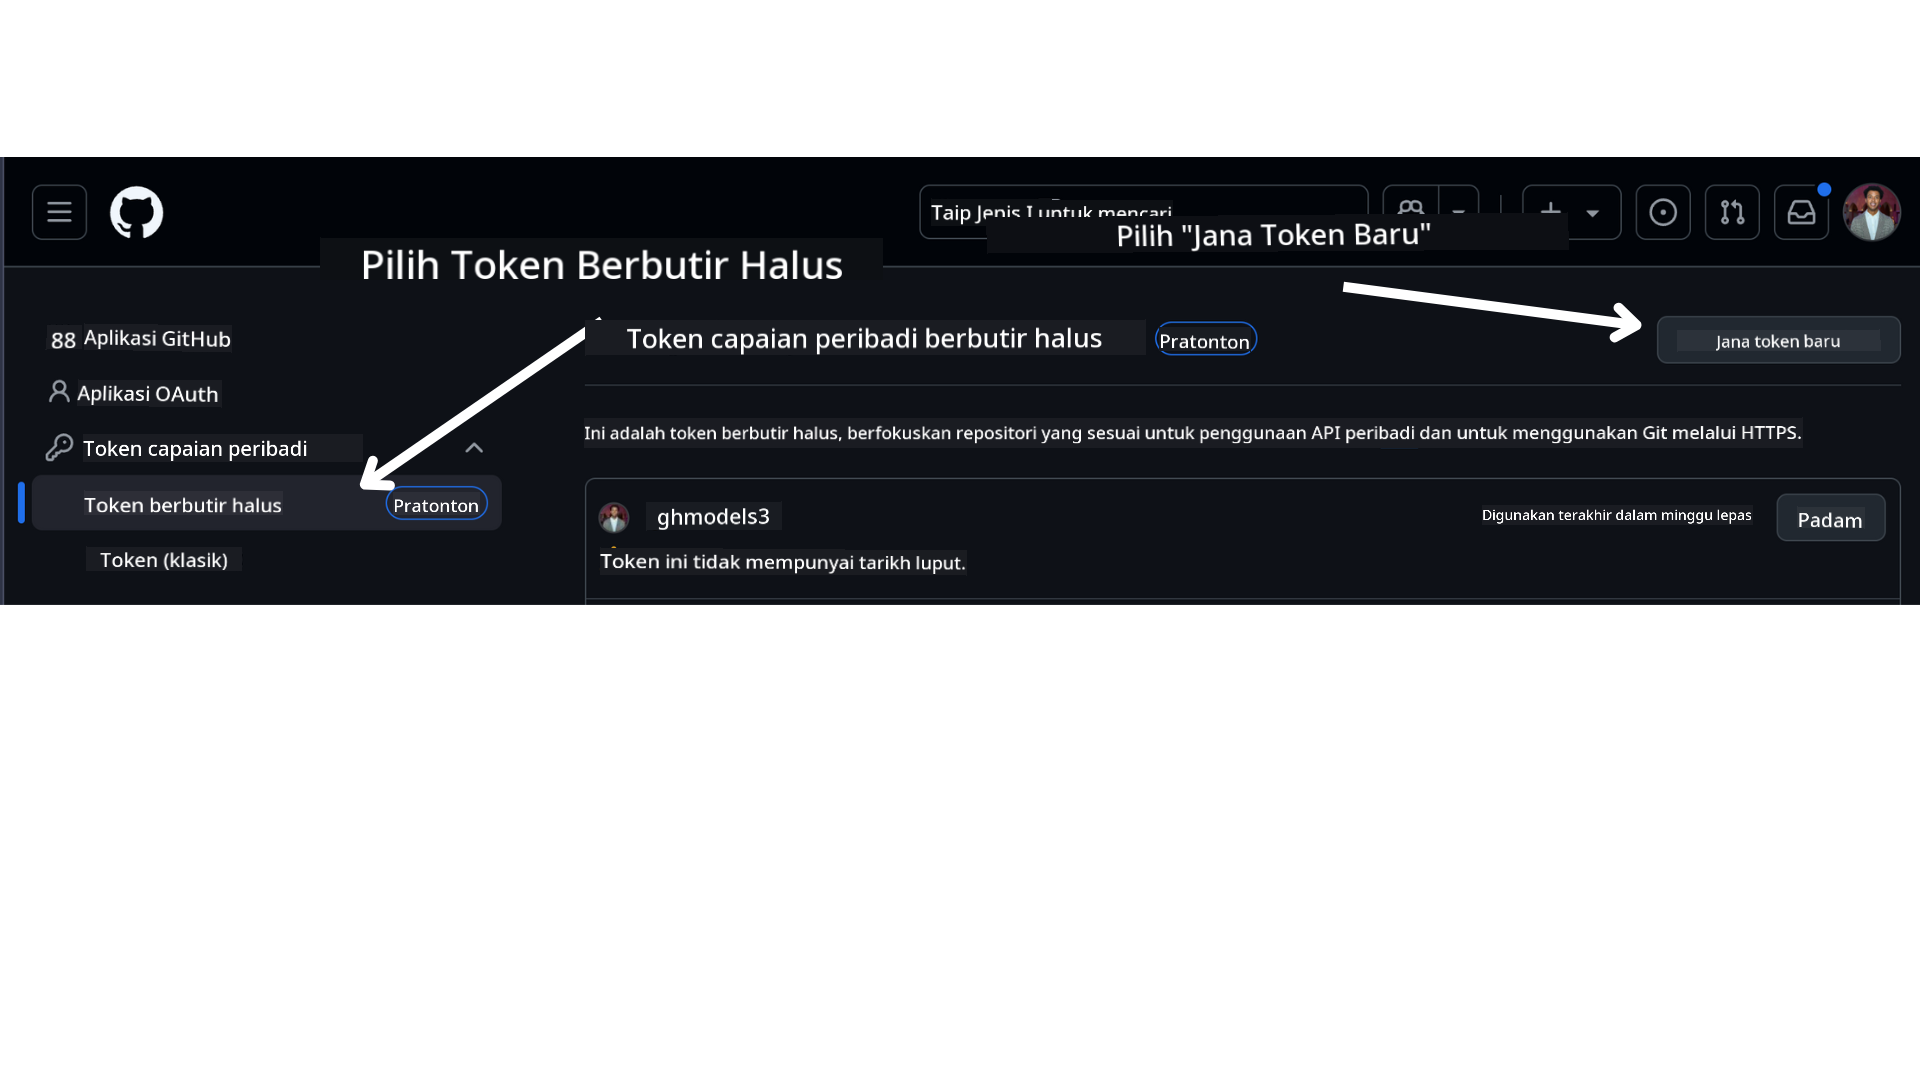 Taip Jenis I untuk mencari
Pilih "Jana Token Baru"
Pilih Token Berbutir Halus
88 Aplikasi GitHub
Aplikasi OAuth
Token capaian peribadi
Token berbutir halus Pratonton
Token (klasik)
Token capaian peribadi berbutir halus Pratonton
Jana token baru
Ini adalah token berbutir halus, berfokuskan repositori yang sesuai untuk penggunaan API peribadi dan untuk menggunakan Git melalui HTTPS.
ghmodels3
Digunakan terakhir dalam minggu lepas
Padam
Token ini tidak mempunyai tarikh luput.